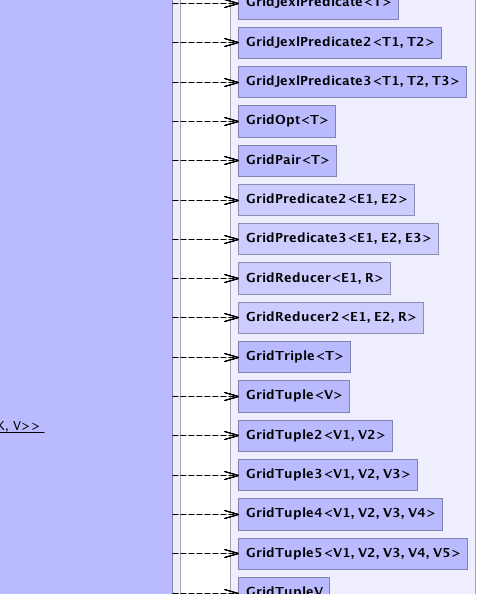 GridJexlPredicate<T>
GridJexlPredicate2<T1, T2>
GridJexlPredicate3<T1, T2, T3>
GridOpt<T>
GridPair<T>
GridPredicate2<E1, E2>
GridPredicate3<E1, E2, E3>
GridReducer<E1, R>
GridReducer2<E1, E2, R>
GridTriple<T>
GridTuple<V>
K, V>>
GridTuple2<V1, V2>
GridTuple3<V1, V2, V3>
GridTuple4<V1, V2, V3, V4>
GridTuple5<V1, V2, V3, V4, V5>
GridTupleV